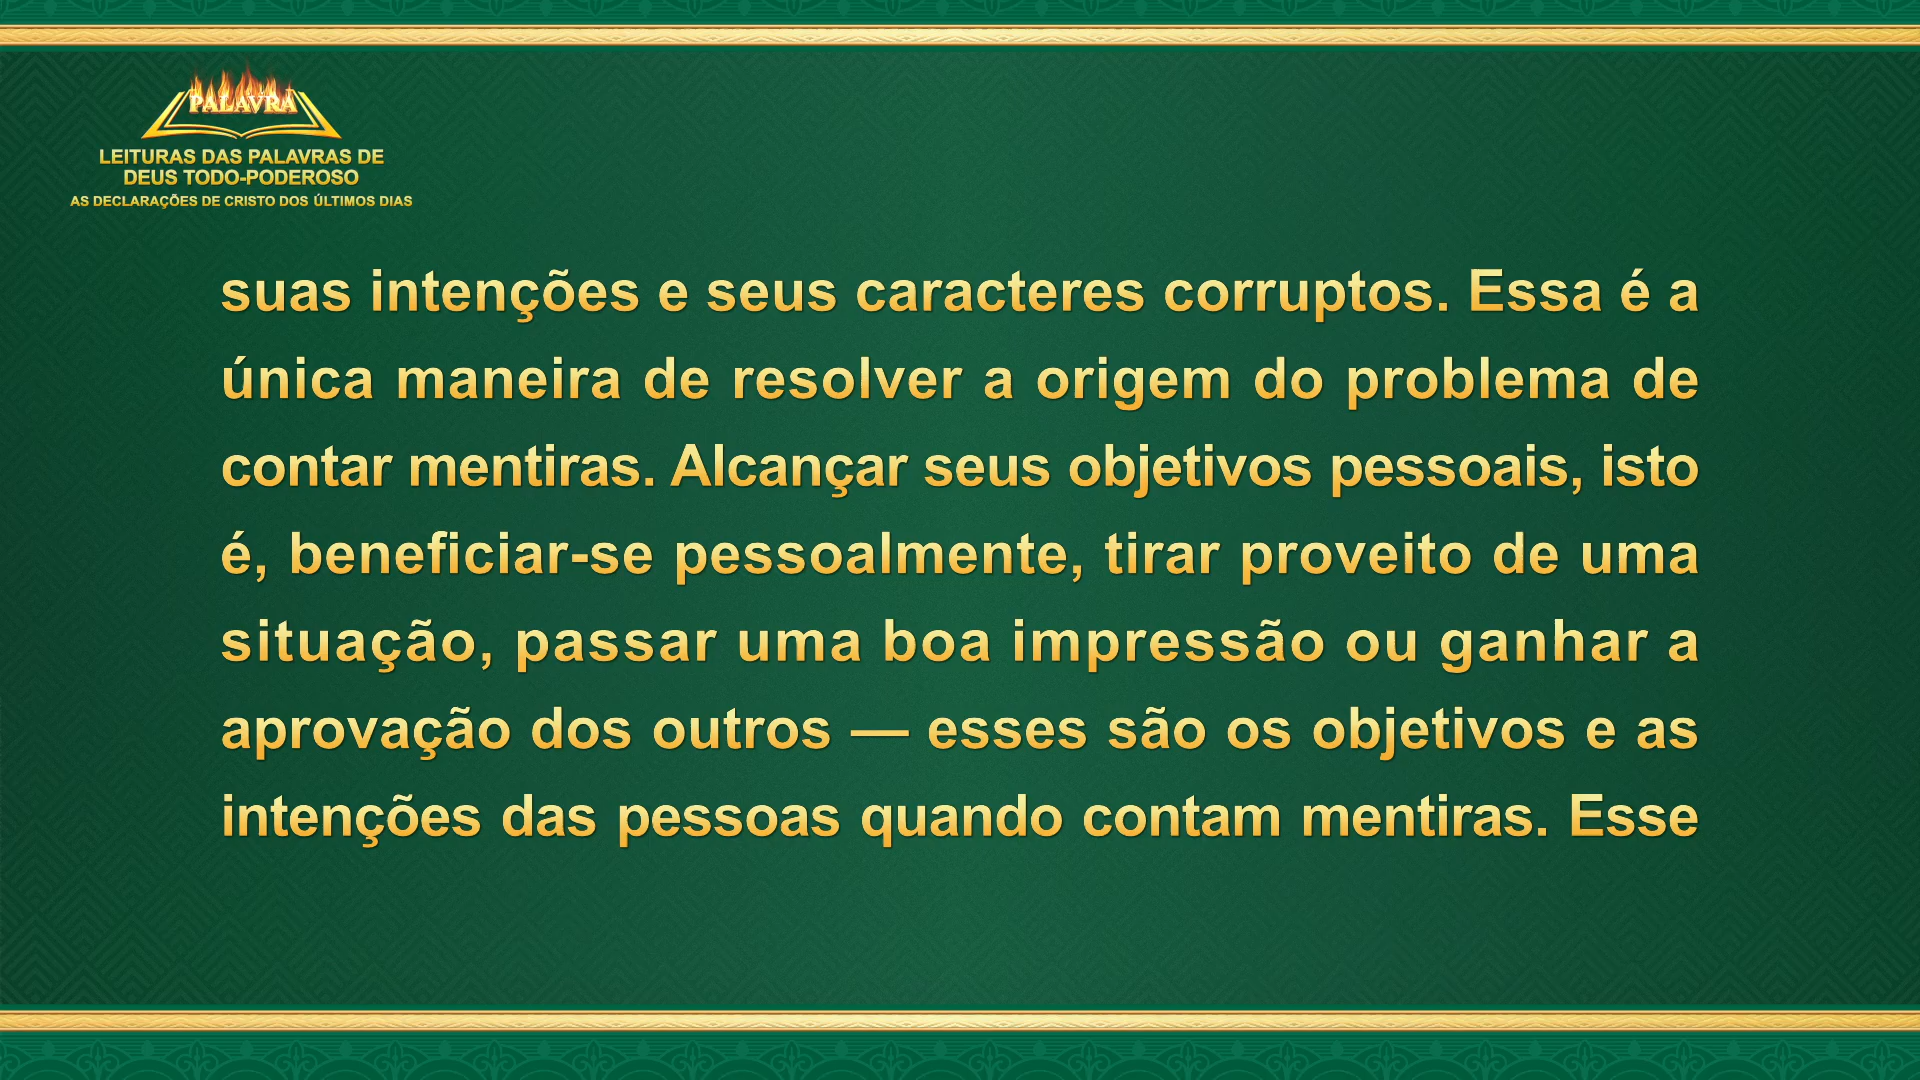 PALAVRA
LEITURAS DAS PALAVRAS DE
DEUS TODO-PODEROSO
AS DECLARAÇÕES DE CRISTO DOS ÚLTIMOS DIAS
suas intenções e seus caracteres corruptos. Essa é a
única maneira de resolver a origem do problema de
contar mentiras. Alcançar seus objetivos pessoais, isto
é, beneficiar-se pessoalmente, tirar proveito de uma
situação, passar uma boa impressão ou ganhar a
aprovação dos outros — esses são os objetivos e as
intenções das pessoas quando contam mentiras. Esse